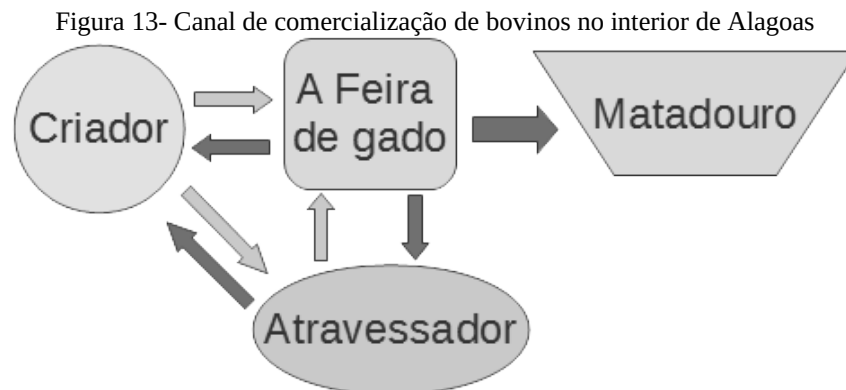 Figura 13- Canal de comercialização de bovinos no interior de Alagoas
Criador
A Feira
de gado
Matadouro
Atravessador